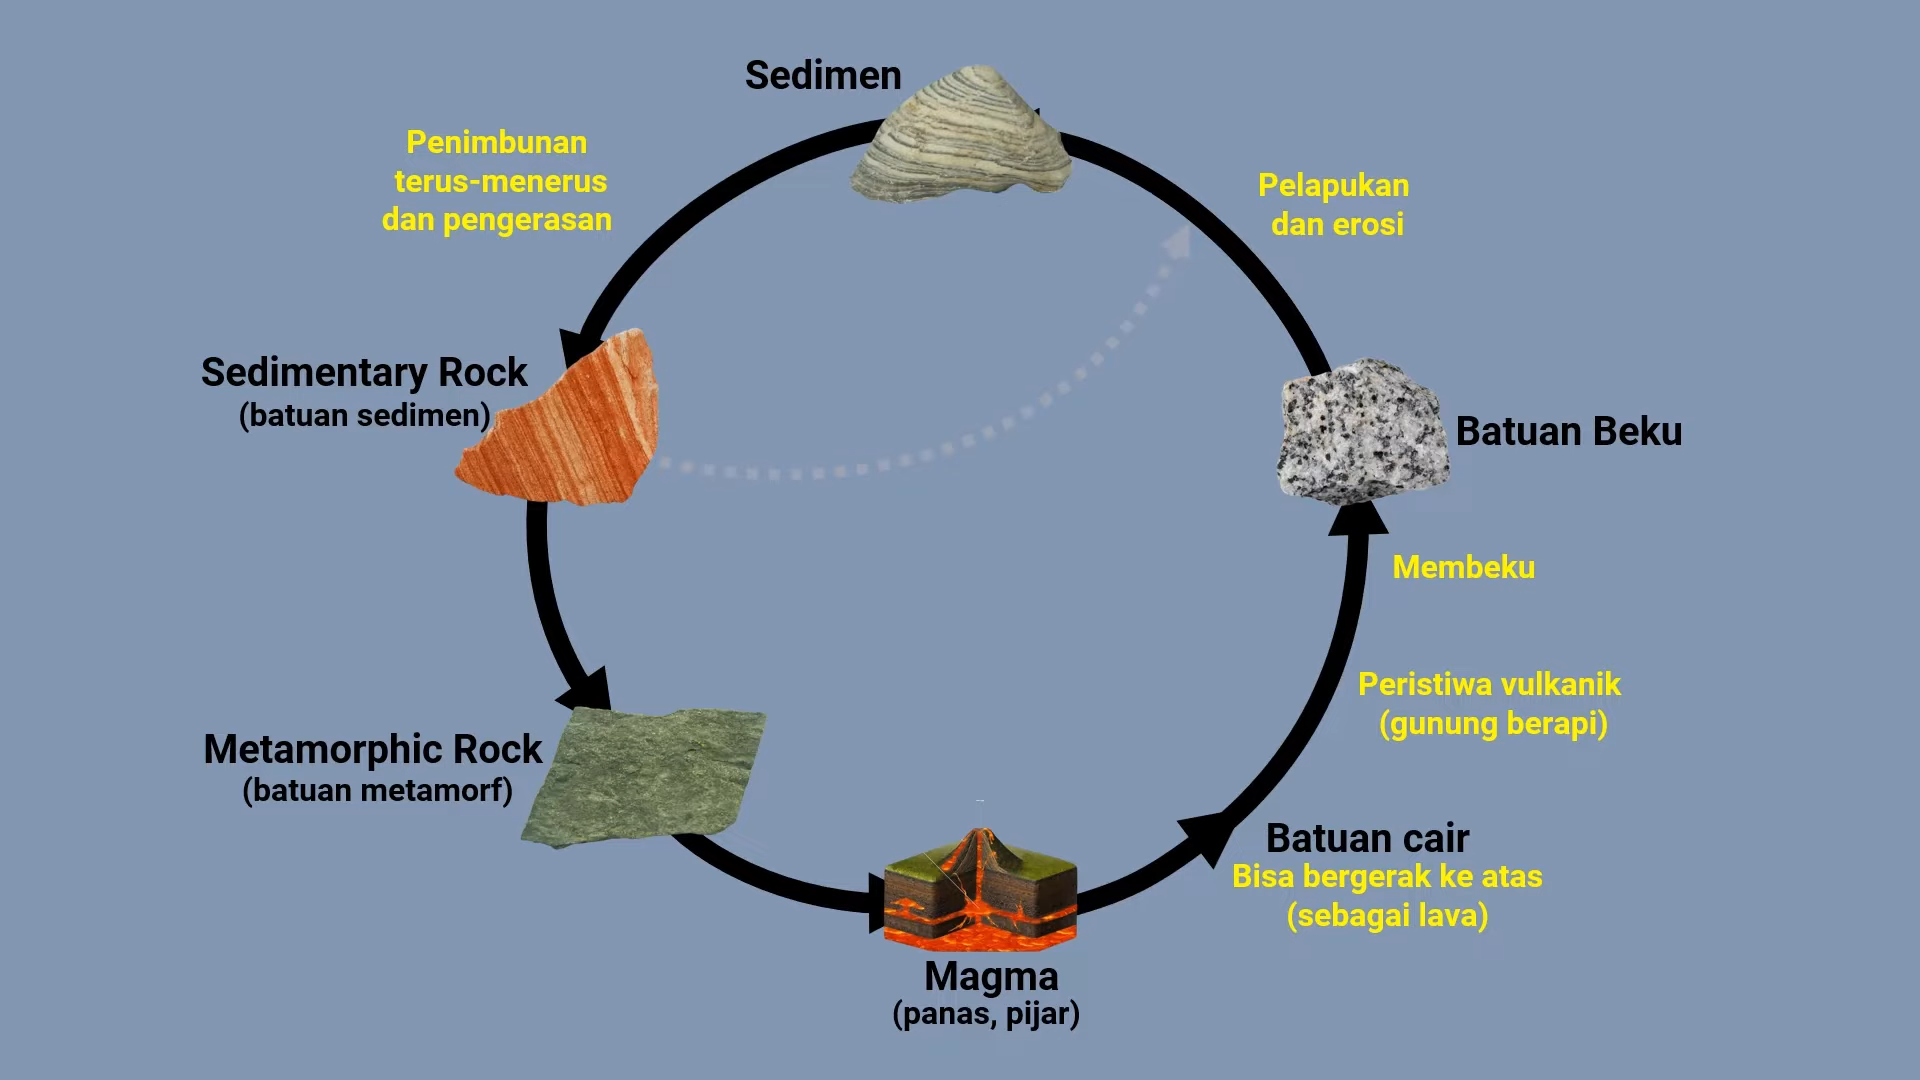 Sedimen
Penimbunan
terus-menerus
dan pengerasan
Pelapukan
dan erosi
Sedimentary Rock
(batuan sedimen)
Batuan Beku
Membeku
Peristiwa vulkanik
(gunung berapi)
Metamorphic Rock
(batuan metamorf)
Batuan cair
Bisa bergerak ke atas
(sebagai lava)
Magma
(panas, pijar)